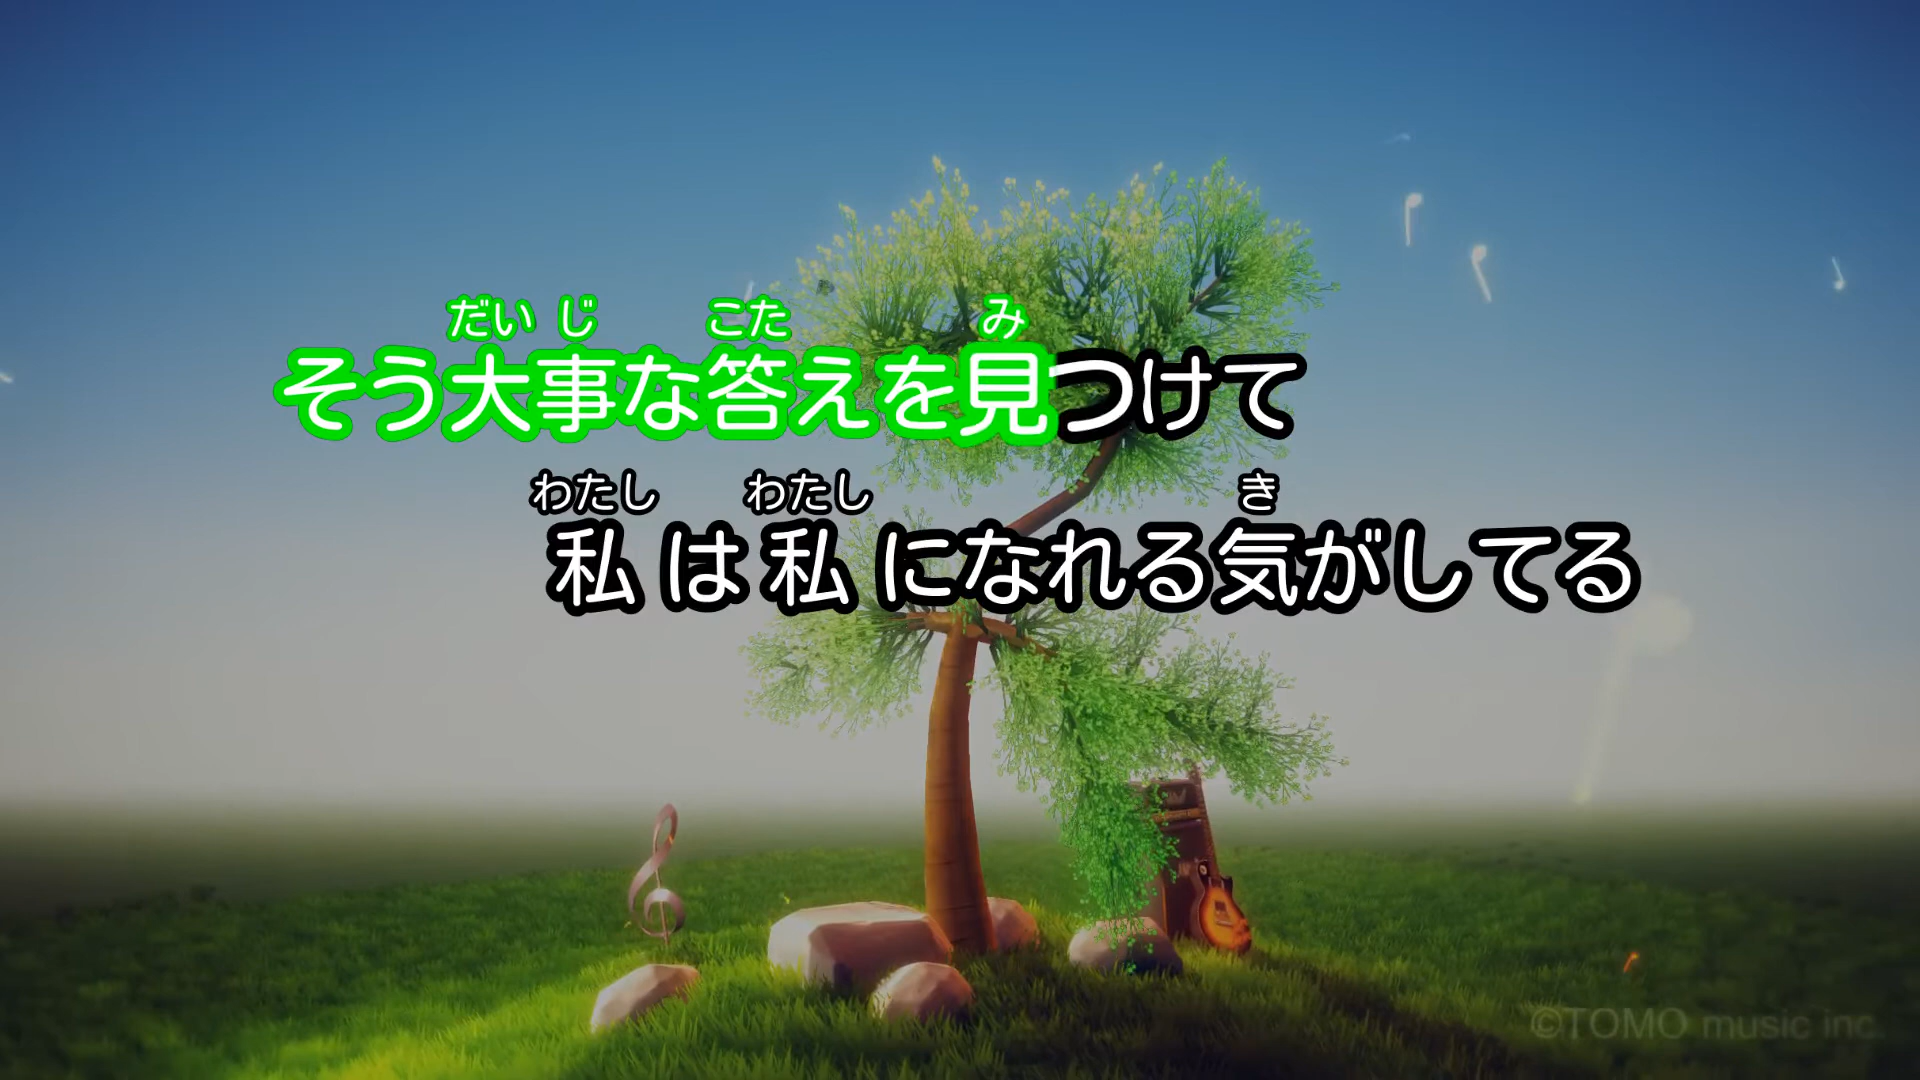 だいじ こた み
そう大事な答えを見つけて
わたし わたし き
私は私になれる気がしてる
©TOMO music inc